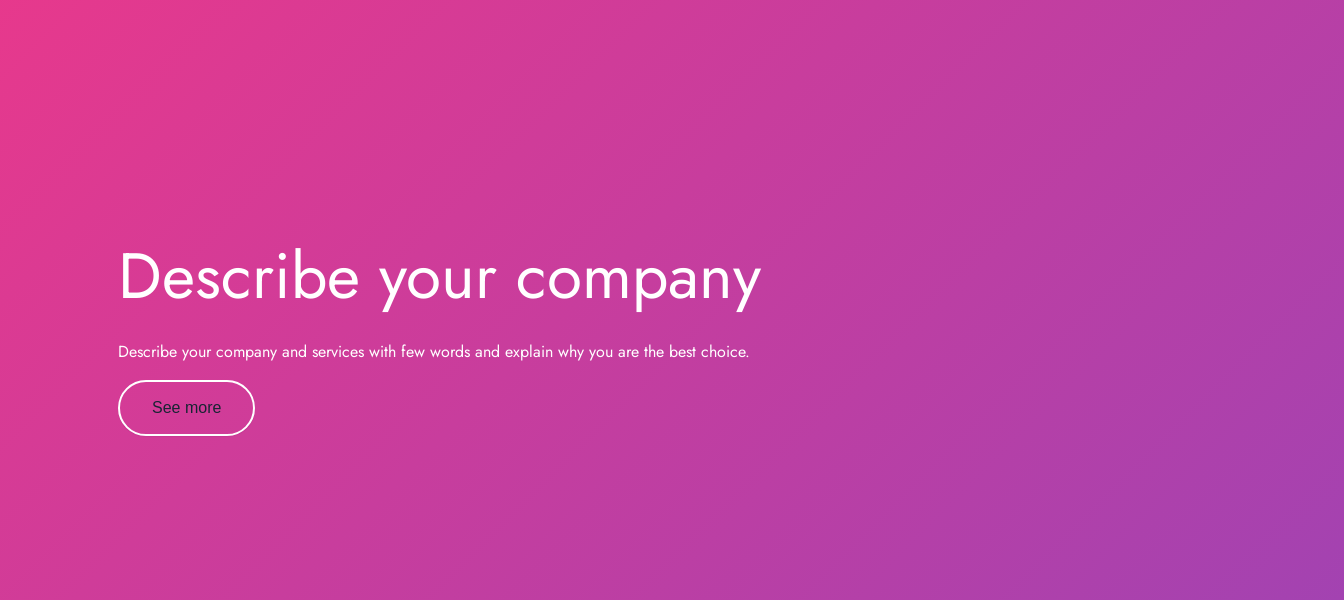 Describe your company
Describe your company and services with few words and explain why you are the best choice.
See more